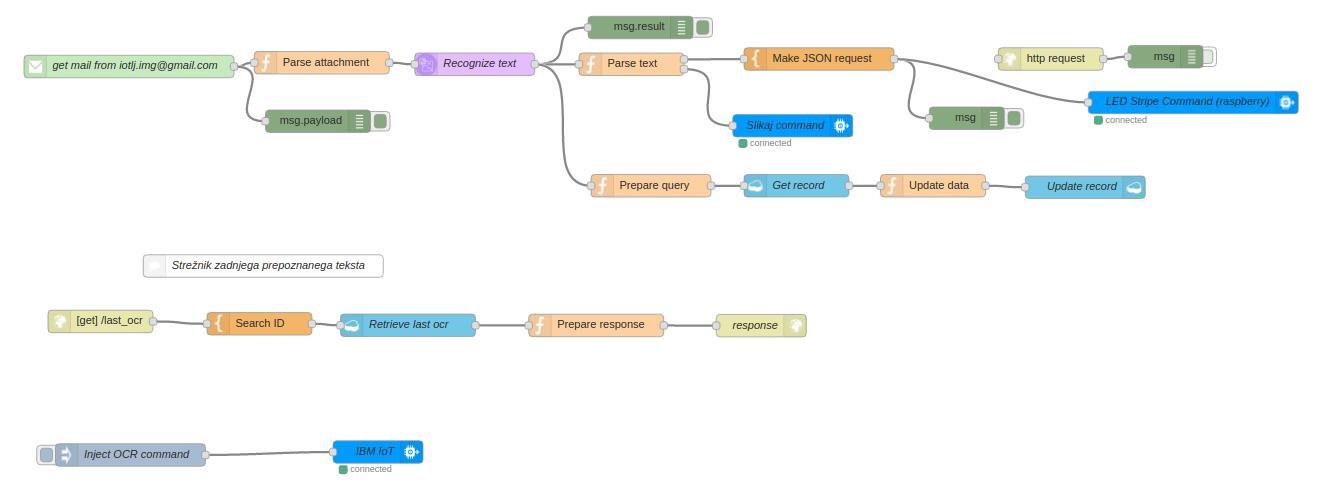 msg.result
get mail from iotlj.img@gmail.com
Parse attachment
Recognize text
Parse text
Make JSON request
http request
msg
msg.payload
Slikaj command
connected
msg
LED Stripe Command (raspberry)
connected
Prepare query
Get record
Update data
Update record
Strežnik zadnjega prepoznanega teksta
[get] /last_ocr
Search ID
Retrieve last ocr
Prepare response
response
Inject OCR command
IBM IoT
connected